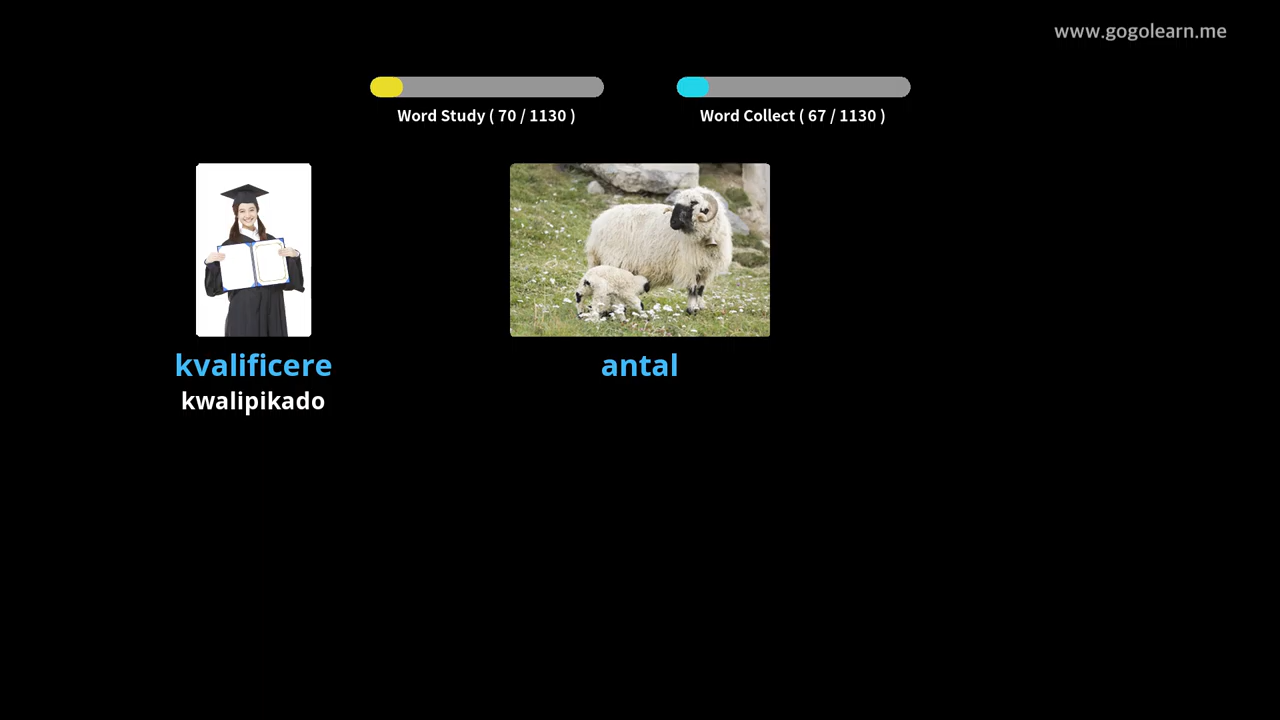 www.gogolearn.me
Word Study ( 70 / 1130 )
Word Collect ( 67 / 1130 )
kvalificere
kwalipikado
antal